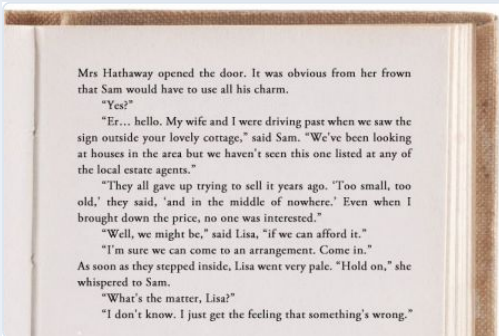 Mrs Hathaway opened the door. It was obvious from her frown
that Sam would have to use all his charm.
“Yes?”
“Er... hello. My wife and I were driving past when we saw the
sign outside your lovely cottage,” said Sam. “We’ve been looking
at houses in the area but we haven’t seen this one listed at any of
the local estate agents.”
“They all gave up trying to sell it years ago. ‘Too small, too
old,’ they said, ‘and in the middle of nowhere.’ Even when I
brought down the price, no one was interested.”
“Well, we might be,” said Lisa, “if we can afford it.”
“I’m sure we can come to an arrangement. Come in.”
As soon as they stepped inside, Lisa went very pale. “Hold on,” she
whispered to Sam.
“What’s the matter, Lisa?”
“I don’t know. I just get the feeling that something’s wrong.”